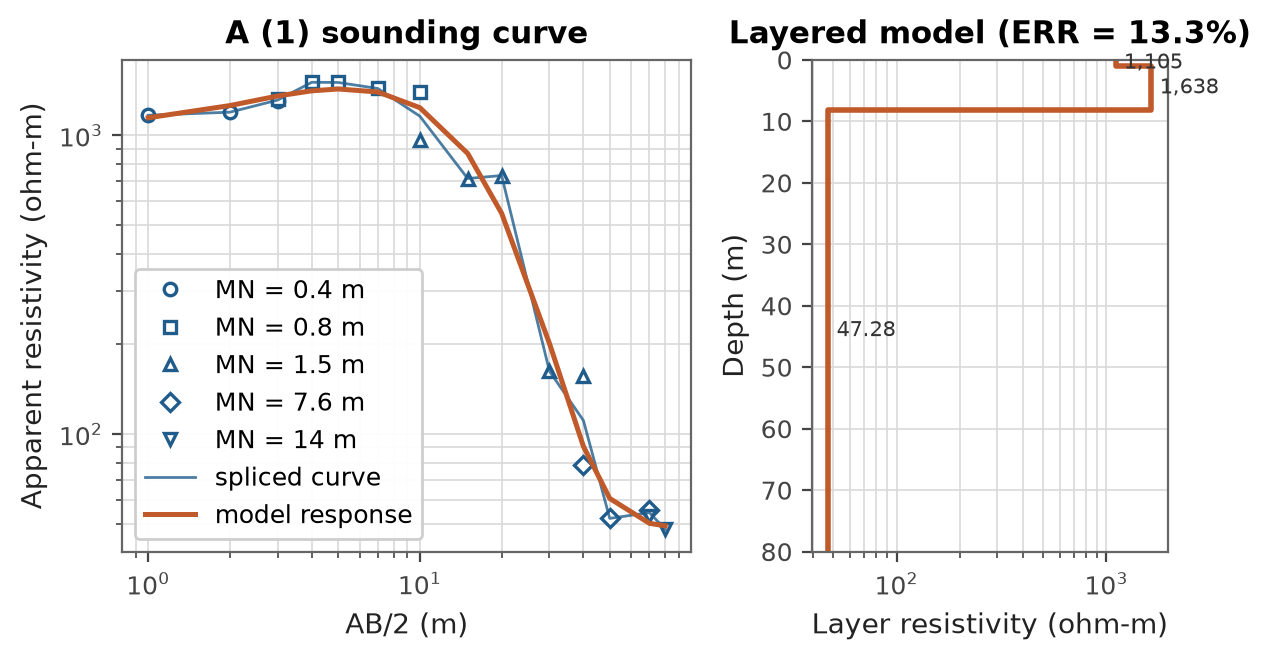 A (1) sounding curve
Apparent resistivity (ohm-m)
10³
10²
MN = 0.4 m
MN = 0.8 m
MN = 1.5 m
MN = 7.6 m
MN = 14 m
spliced curve
model response
10⁰
10¹
AB/2 (m)
Layered model (ERR = 13.3%)
Depth (m)
0
10
20
30
40
50
60
70
80
1,105
1,638
47.28
10²
10³
Layer resistivity (ohm-m)